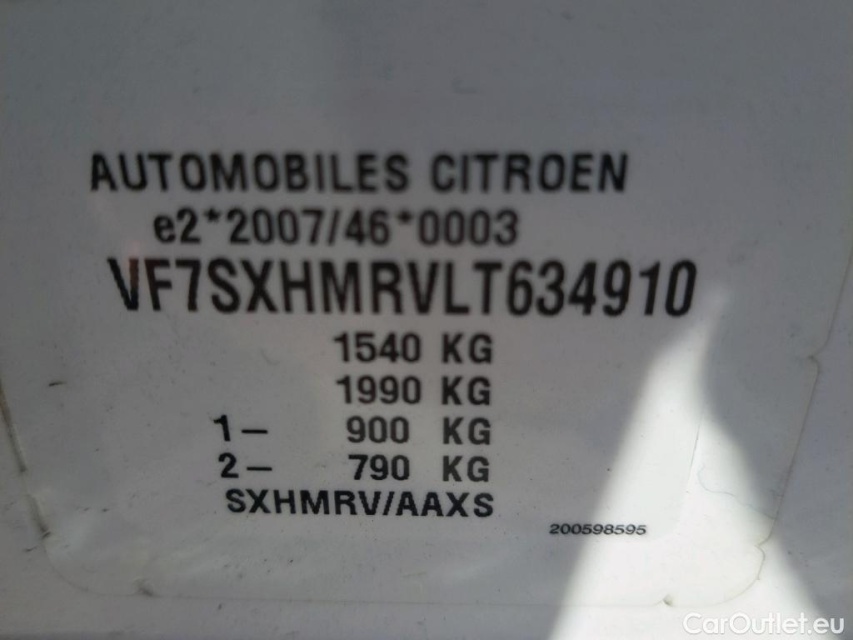 AUTOMOBILES CITROEN
e2*2007/46*0003
VF7SXHMRVLT634910
1540 KG
1990 KG
1- 900 KG
2- 790 KG
SXHMRV/AAXS
200598595
CarOutlet.eu